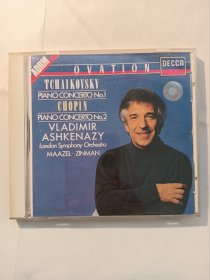 ADRM
OVATION
DECCA
TCHAIKOVSKY
PIANO CONCERTO No.1
CHOPIN
PIANO CONCERTO No.2
VLADIMIR
ASHKENAZY
London Symphony Orchestra
MAAZEL · ZINMAN